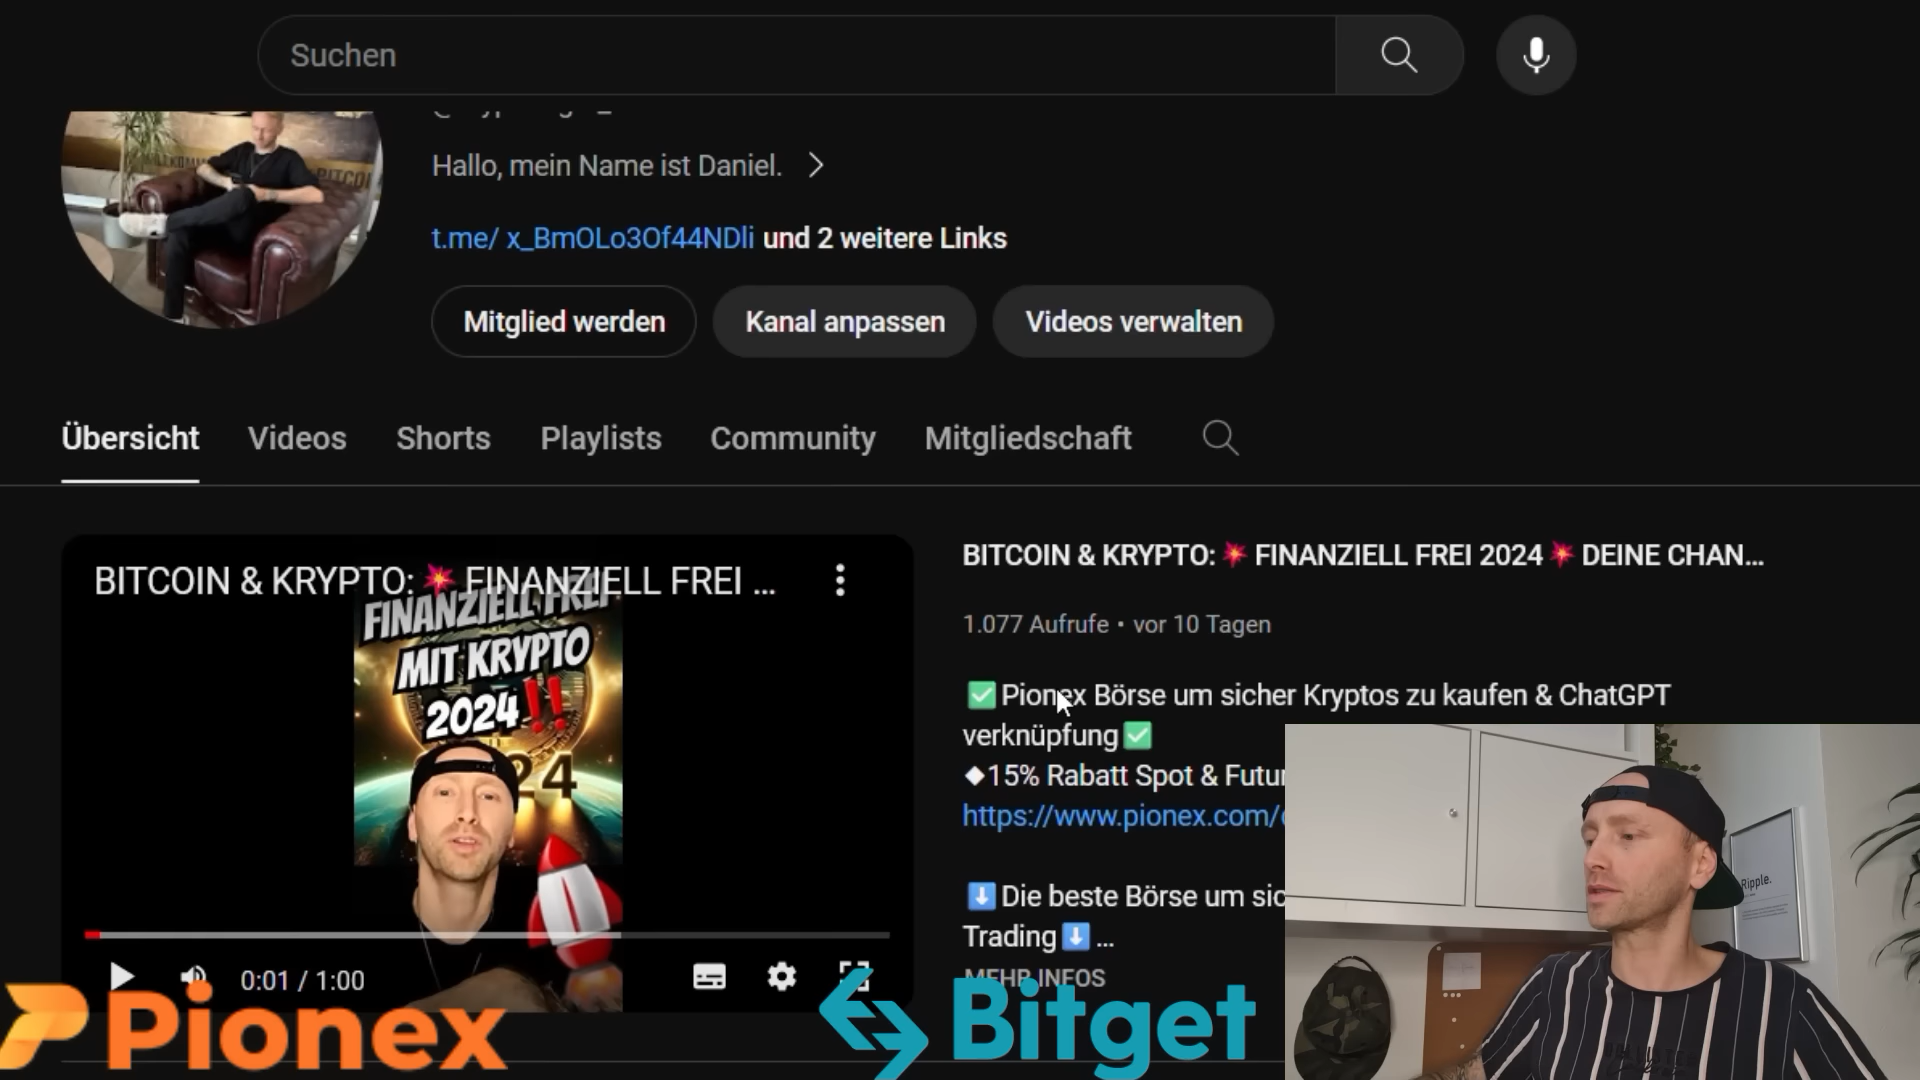 Suchen
Hallo, mein Name ist Daniel.
t.me/ x_BmOLo3Of44NDli und 2 weitere Links
Mitglied werden
Kanal anpassen
Videos verwalten
Übersicht
Videos
Shorts
Playlists
Community
Mitgliedschaft
BITCOIN & KRYPTO: 💥 FINANZIELL FREI ...
FINANZIELL FREI
MIT KRYPTO
2024‼
24
0:01 / 1:00
BITCOIN & KRYPTO: 💥 FINANZIELL FREI 2024 💥 DEINE CHAN...
1.077 Aufrufe • vor 10 Tagen
✅Pionex Börse um sicher Kryptos zu kaufen & ChatGPT
verknüpfung✅
◆15% Rabatt Spot & Futur
https://www.pionex.com/
⬇Die beste Börse um sic
Trading⬇...
MEHR INFOS
Ripple.
Pionex
Bitget